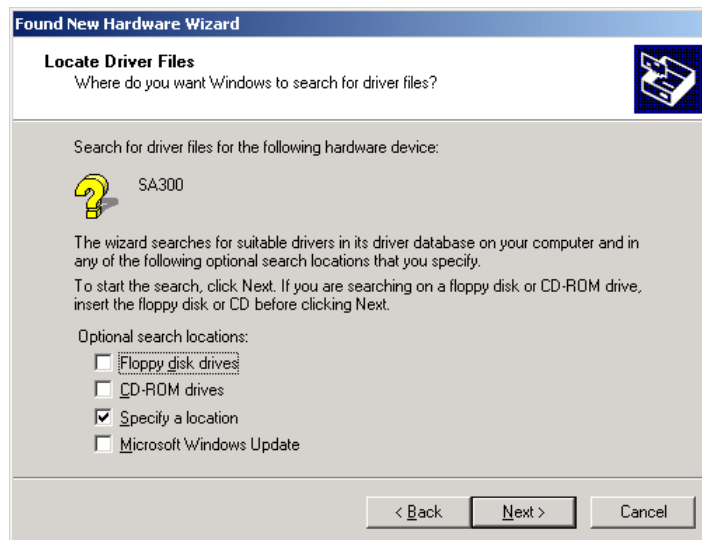 Found New Hardware Wizard
Locate Driver Files
Where do you want Windows to search for driver files?
Search for driver files for the following hardware device:
SA300
The wizard searches for suitable drivers in its driver database on your computer and in
any of the following optional search locations that you specify.
To start the search, click Next. If you are searching on a floppy disk or CD-ROM drive,
insert the floppy disk or CD before clicking Next.
Optional search locations:
Floppy disk drives
CD-ROM drives
Specify a location
Microsoft Windows Update
< Back Next > Cancel